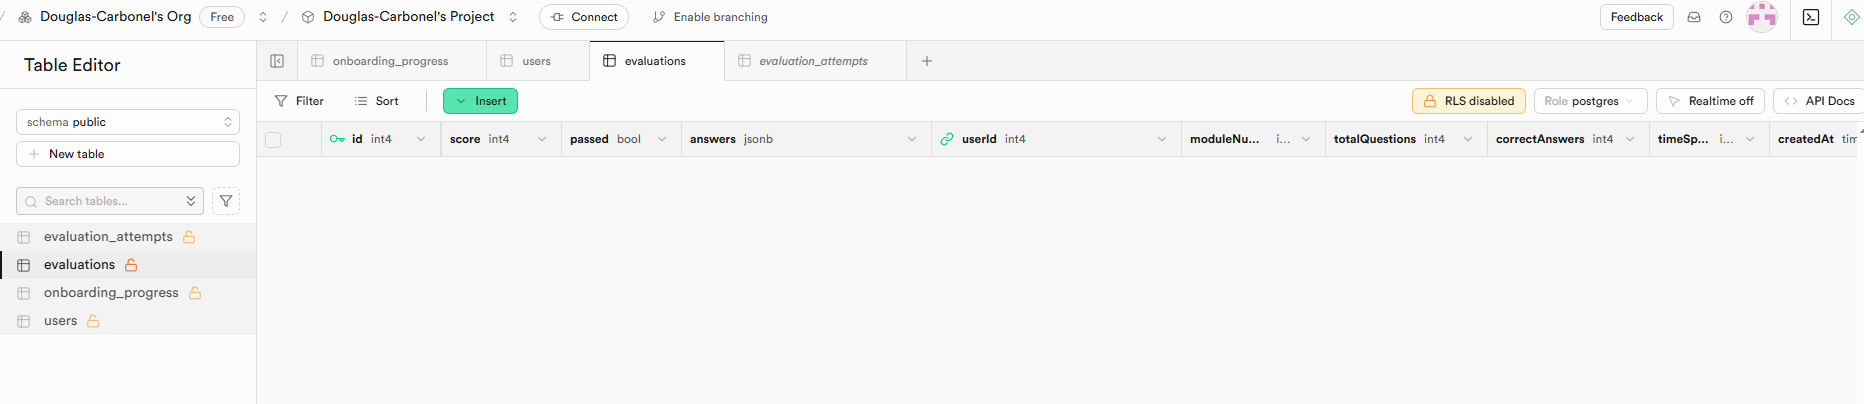 Douglas-Carbonel's Org Free / Douglas-Carbonel's Project Connect Enable branching Feedback
Table Editor
onboarding_progress users evaluations evaluation_attempts
Filter Sort Insert RLS disabled Role postgres Realtime off API Docs
schema public
New table
Search tables...
id int4 score int4 passed bool answers jsonb userId int4 moduleNu... i... totalQuestions int4 correctAnswers int4 timeSp... i... createdAt tim
evaluation_attempts
evaluations
onboarding_progress
users